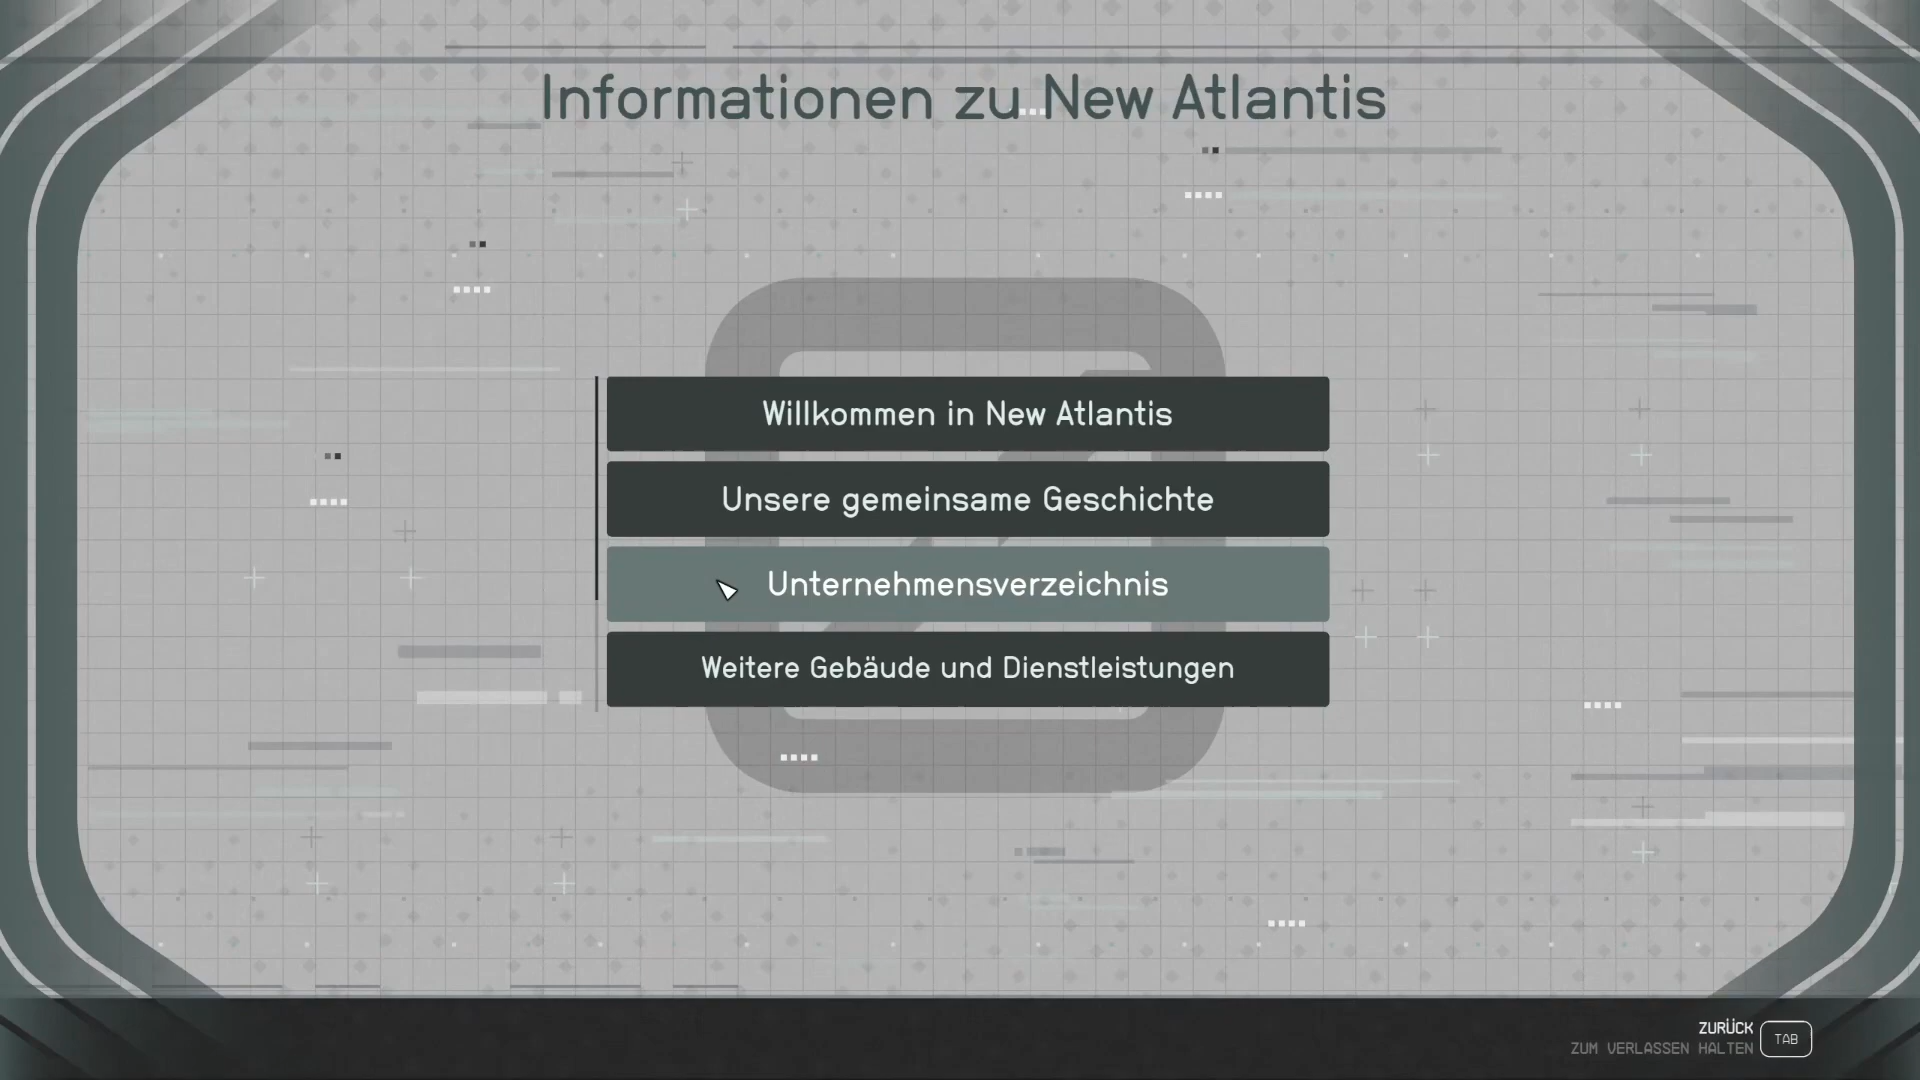 Informationen zu New Atlantis
Willkommen in New Atlantis
Unsere gemeinsame Geschichte
Unternehmensverzeichnis
Weitere Gebäude und Dienstleistungen
ZURÜCK
ZUM VERLASSEN HALTEN
TAB